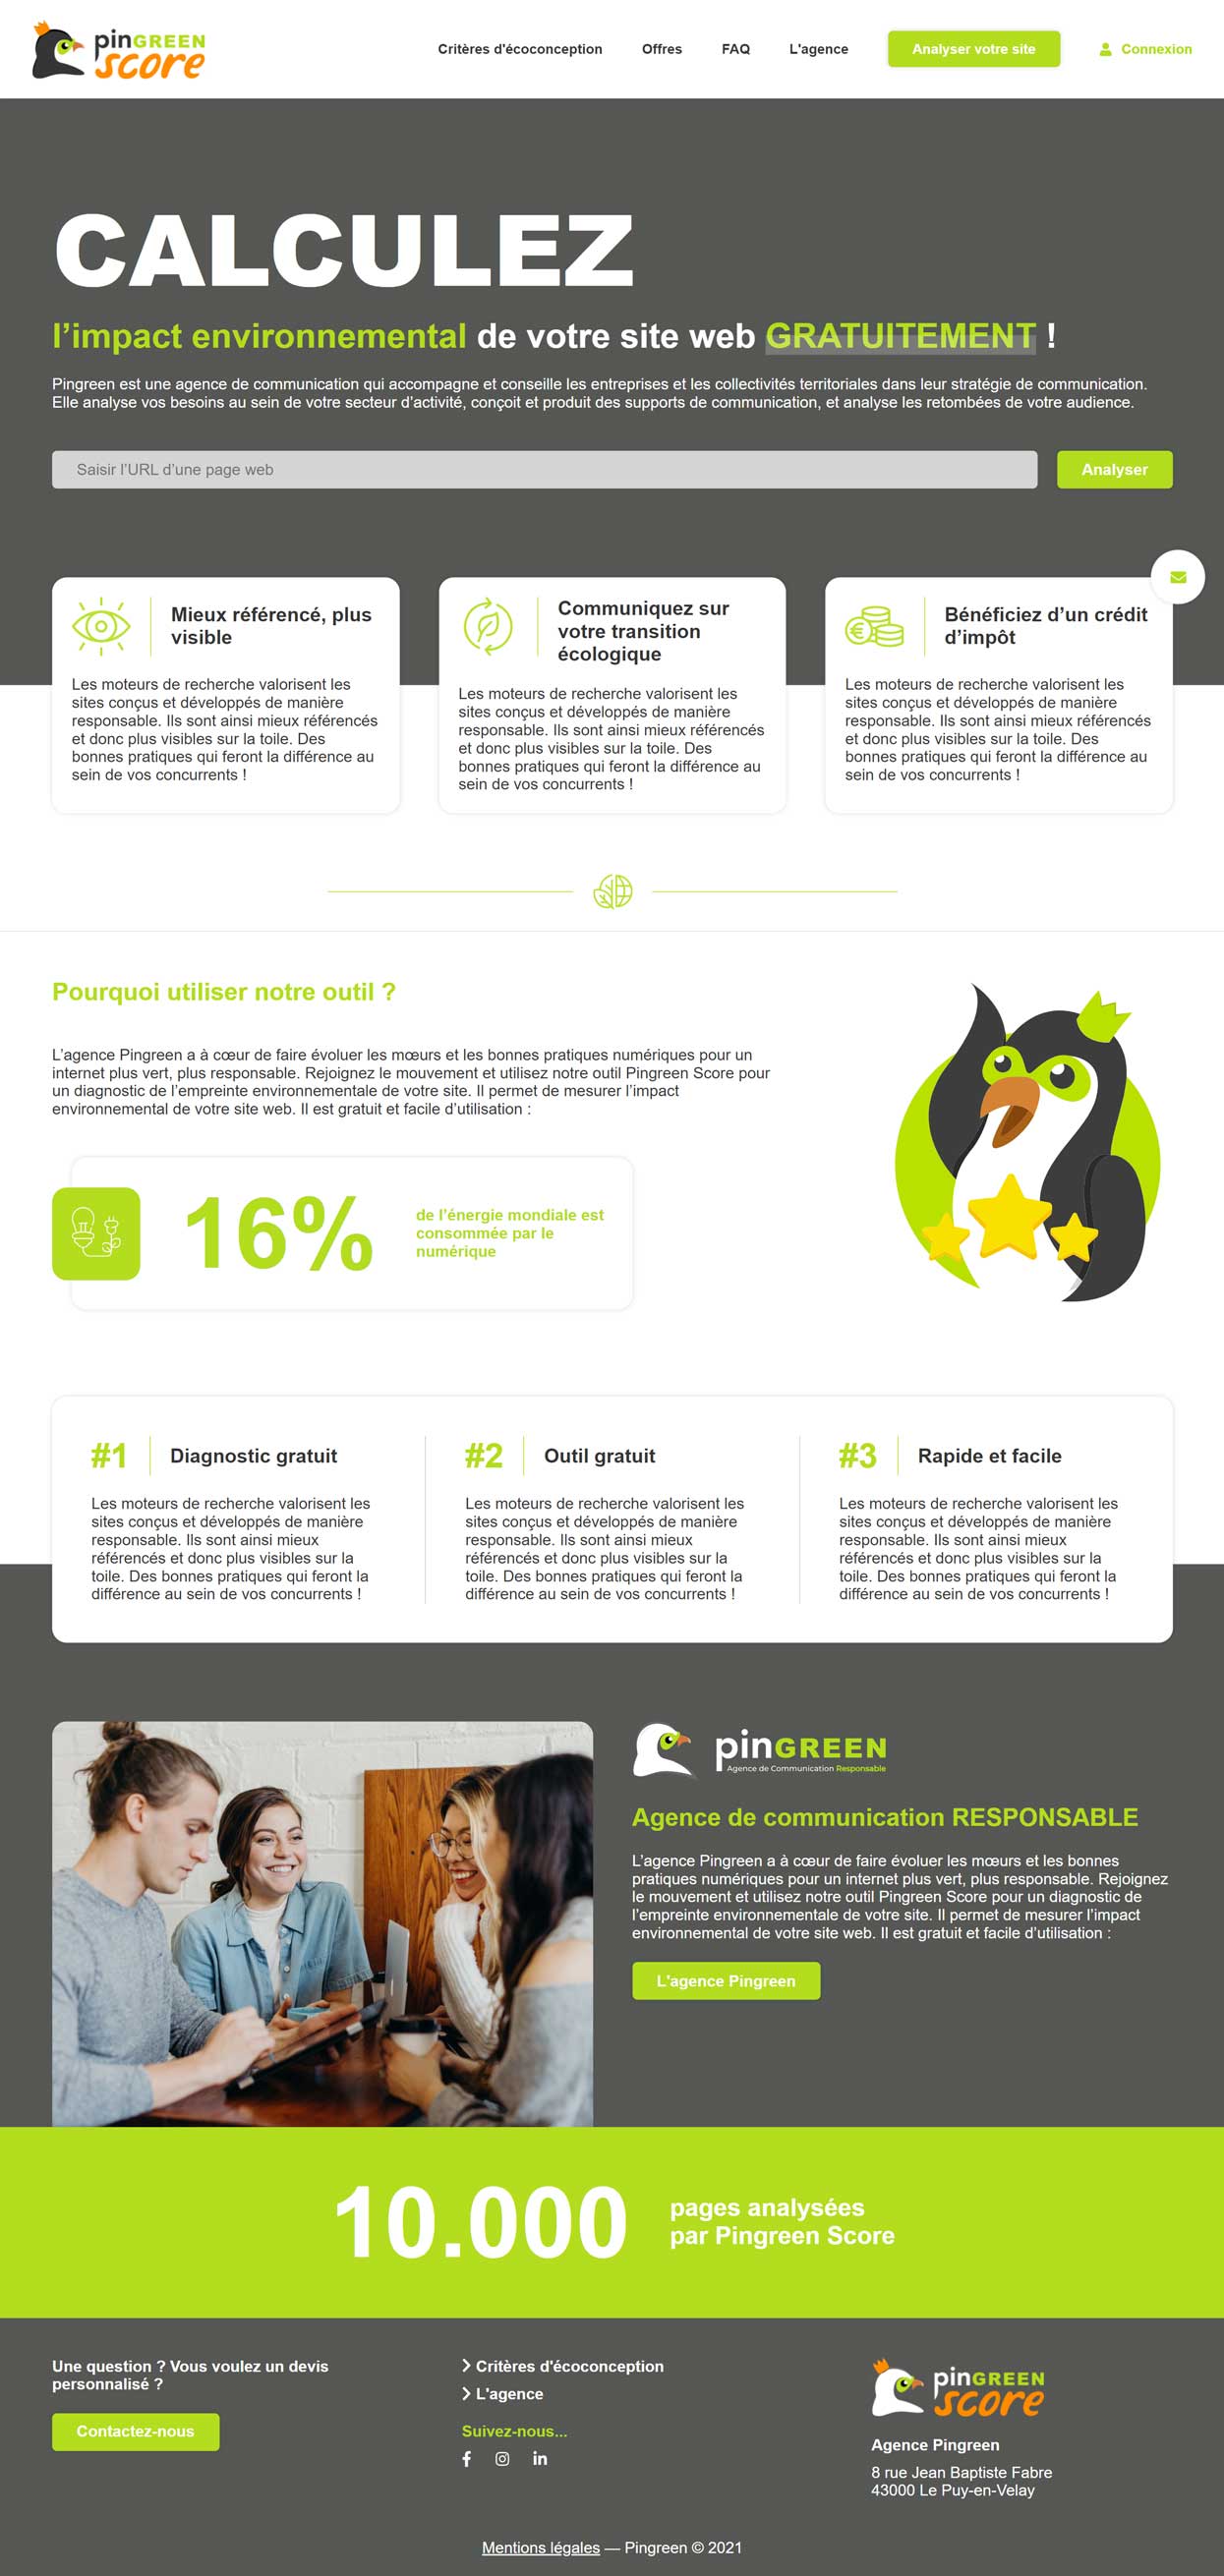 pinGREEN
score
Critères d'écoconception
Offres
FAQ
L'agence
Analyser votre site
Connexion
CALCULEZ
l’impact environnemental de votre site web GRATUITEMENT !
Pingreen est une agence de communication qui accompagne et conseille les entreprises et les collectivités territoriales dans leur stratégie de communication.
Elle analyse vos besoins au sein de votre secteur d’activité, conçoit et produit des supports de communication, et analyse les retombées de votre audience.
Saisir l’URL d’une page web
Analyser
Mieux référencé, plus
visible
Les moteurs de recherche valorisent les
sites conçus et développés de manière
responsable. Ils sont ainsi mieux référencés
et donc plus visibles sur la toile. Des
bonnes pratiques qui feront la différence au
sein de vos concurrents !
Communiquez sur
votre transition
écologique
Les moteurs de recherche valorisent les
sites conçus et développés de manière
responsable. Ils sont ainsi mieux référencés
et donc plus visibles sur la toile. Des
bonnes pratiques qui feront la différence au
sein de vos concurrents !
Bénéficiez d’un crédit
d’impôt
Les moteurs de recherche valorisent les
sites conçus et développés de manière
responsable. Ils sont ainsi mieux référencés
et donc plus visibles sur la toile. Des
bonnes pratiques qui feront la différence au
sein de vos concurrents !
Pourquoi utiliser notre outil ?
L’agence Pingreen a à cœur de faire évoluer les mœurs et les bonnes pratiques numériques pour un
internet plus vert, plus responsable. Rejoignez le mouvement et utilisez notre outil Pingreen Score pour
un diagnostic de l’empreinte environnementale de votre site. Il permet de mesurer l’impact
environnemental de votre site web. Il est gratuit et facile d’utilisation :
16%
de l’énergie mondiale est
consommée par le
numérique
#1
Diagnostic gratuit
Les moteurs de recherche valorisent les
sites conçus et développés de manière
responsable. Ils sont ainsi mieux
référencés et donc plus visibles sur la
toile. Des bonnes pratiques qui feront la
différence au sein de vos concurrents !
#2
Outil gratuit
Les moteurs de recherche valorisent les
sites conçus et développés de manière
responsable. Ils sont ainsi mieux
référencés et donc plus visibles sur la
toile. Des bonnes pratiques qui feront la
différence au sein de vos concurrents !
#3
Rapide et facile
Les moteurs de recherche valorisent les
sites conçus et développés de manière
responsable. Ils sont ainsi mieux
référencés et donc plus visibles sur la
toile. Des bonnes pratiques qui feront la
différence au sein de vos concurrents !
pinGREEN
Agence de Communication Responsable
Agence de communication RESPONSABLE
L’agence Pingreen a à cœur de faire évoluer les mœurs et les bonnes
pratiques numériques pour un internet plus vert, plus responsable. Rejoignez
le mouvement et utilisez notre outil Pingreen Score pour un diagnostic de
l’empreinte environnementale de votre site. Il permet de mesurer l’impact
environnemental de votre site web. Il est gratuit et facile d’utilisation :
L'agence Pingreen
10.000
pages analysées
par Pingreen Score
Une question ? Vous voulez un devis
personnalisé ?
Contactez-nous
Critères d'écoconception
L'agence
Suivez-nous...
pinGREEN
score
Agence Pingreen
8 rue Jean Baptiste Fabre
43000 Le Puy-en-Velay
Mentions légales — Pingreen © 2021